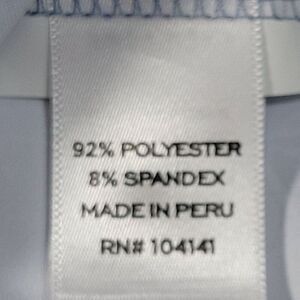 92% POLYESTER
8% SPANDEX
MADE IN PERU
RN# 104141